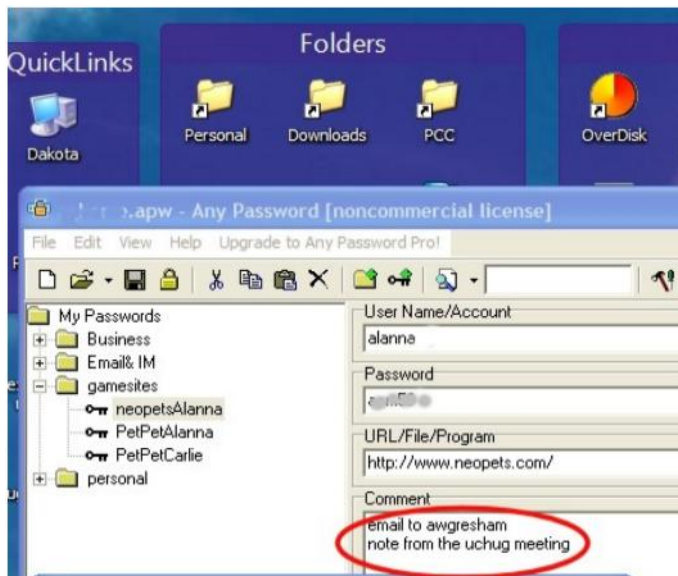 Folders
QuickLinks
Personal
Downloads
PCC
OverDisk
Dakota
.apw - Any Password [noncommercial license]
File Edit View Help Upgrade to Any Password Pro!
My Passwords
Business
Email& IM
gamesites
neopetsAlanna
PetPetAlanna
PetPetCarlie
personal
User Name/Account
alanna
Password
URL/File/Program
http://www.neopets.com/
Comment
email to awgresham
note from the uchug meeting